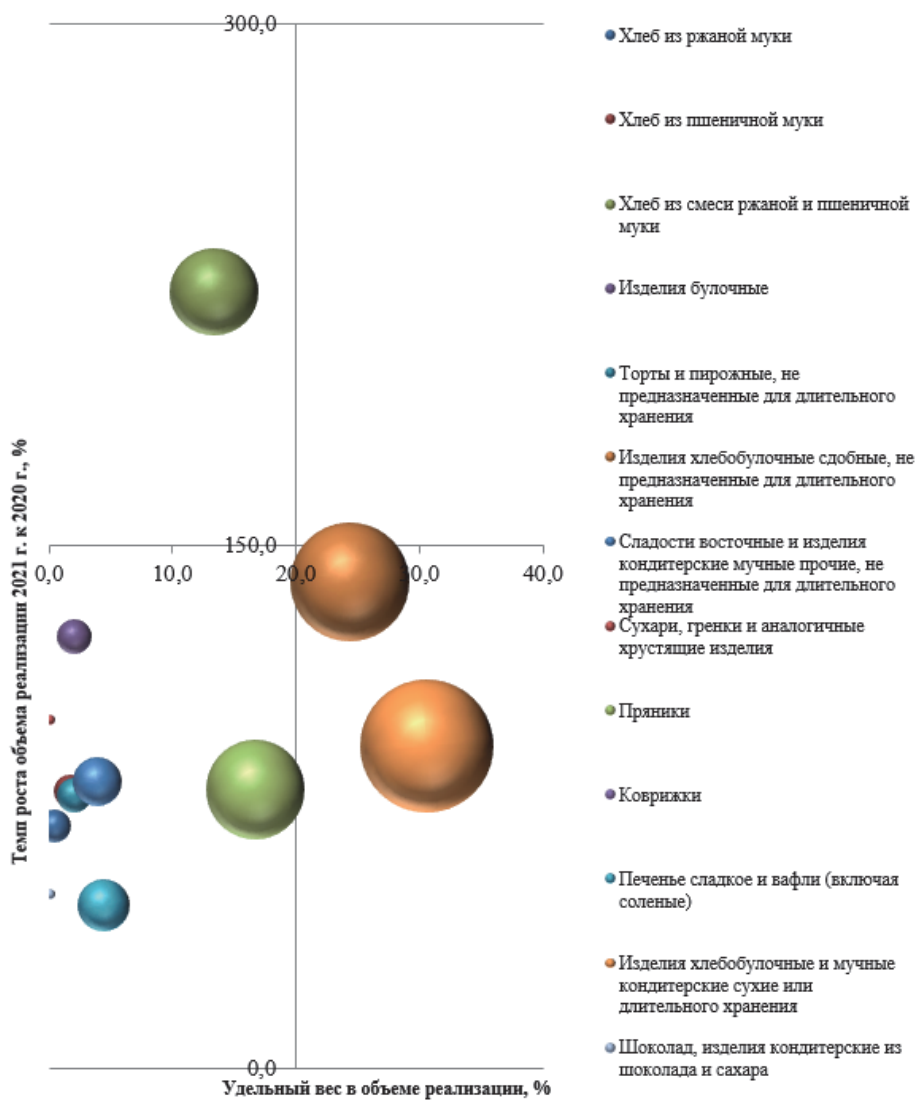 300,0
150,0
0,0
10,0
20,0
30,0
40,0
0,0
Темп роста объема реализации 2021 г. к 2020 г., %
Удельный вес в объеме реализации, %
Хлеб из ржаной муки
Хлеб из пшеничной муки
Хлеб из смеси ржаной и пшеничной
муки
Изделия булочные
Торты и пирожные, не
предназначенные для длительного
хранения
Изделия хлебобулочные сдобные, не
предназначенные для длительного
хранения
Сладости восточные и изделия
кондитерские мучные прочие, не
предназначенные для длительного
хранения
Сухари, гренки и аналогичные
хрустящие изделия
Пряники
Коврижки
Печенье сладкое и вафли (включая
соленые)
Изделия хлебобулочные и мучные
кондитерские сухие или
длительного хранения
Шоколад, изделия кондитерские из
шоколада и сахара